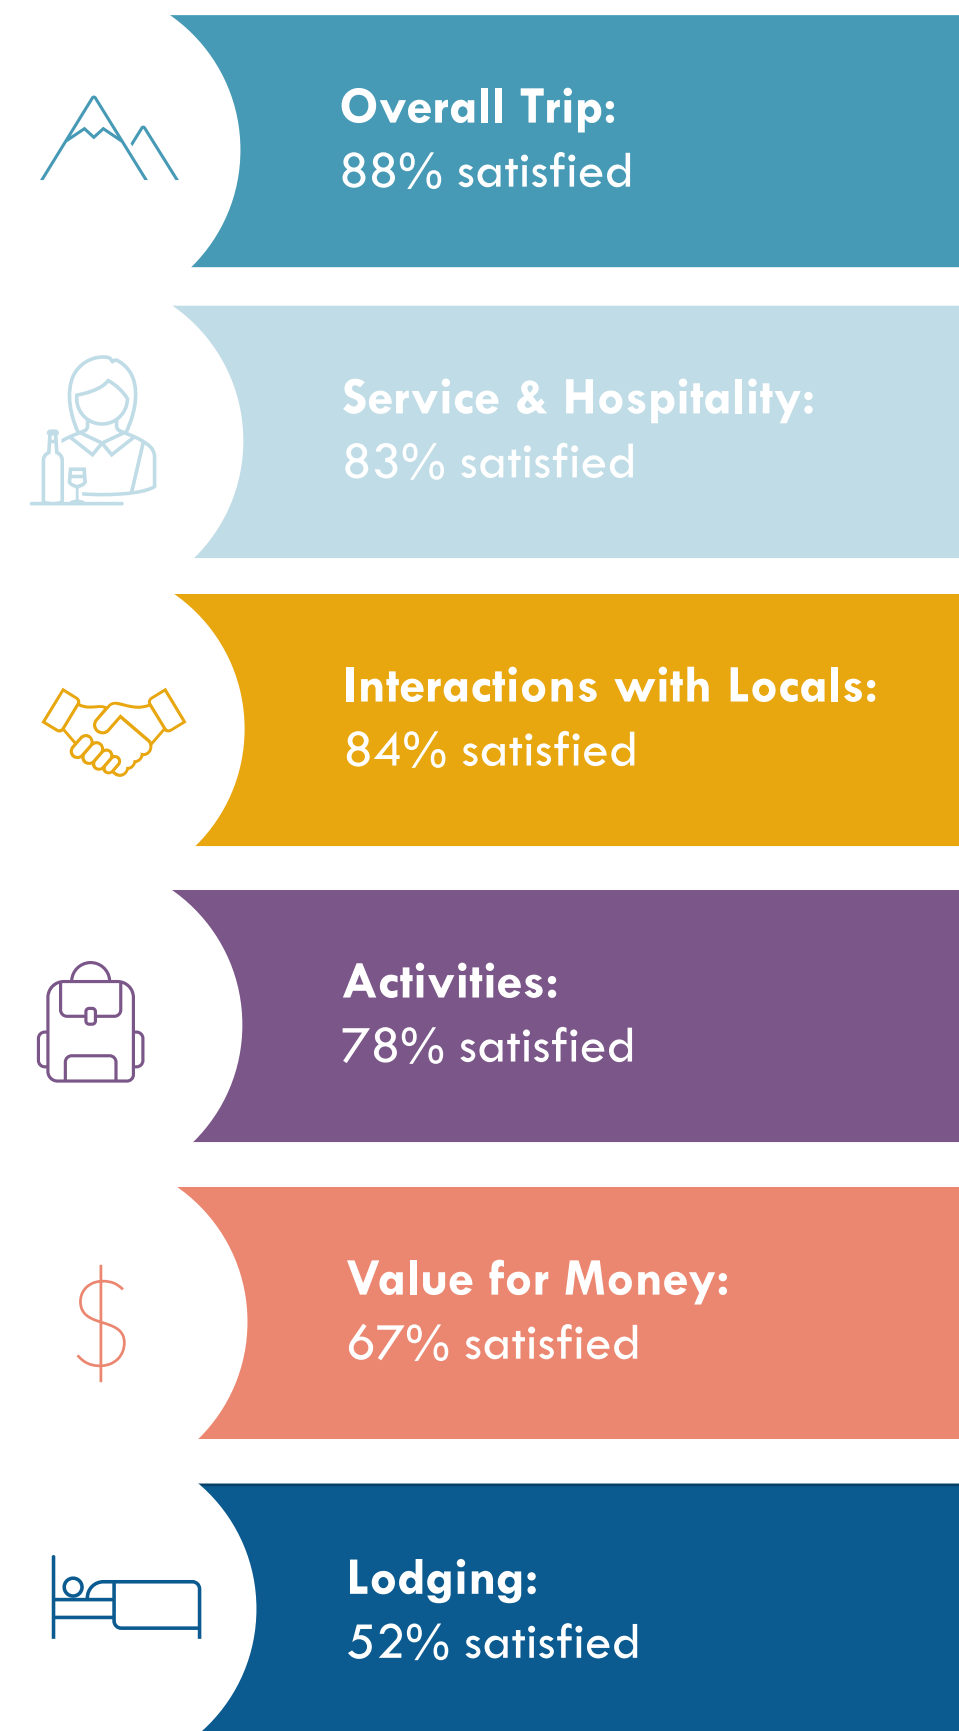 Overall Trip:
88% satisfied
Service & Hospitality:
83% satisfied
Interactions with Locals:
84% satisfied
Activities:
78% satisfied
$
Value for Money:
67% satisfied
Lodging:
52% satisfied